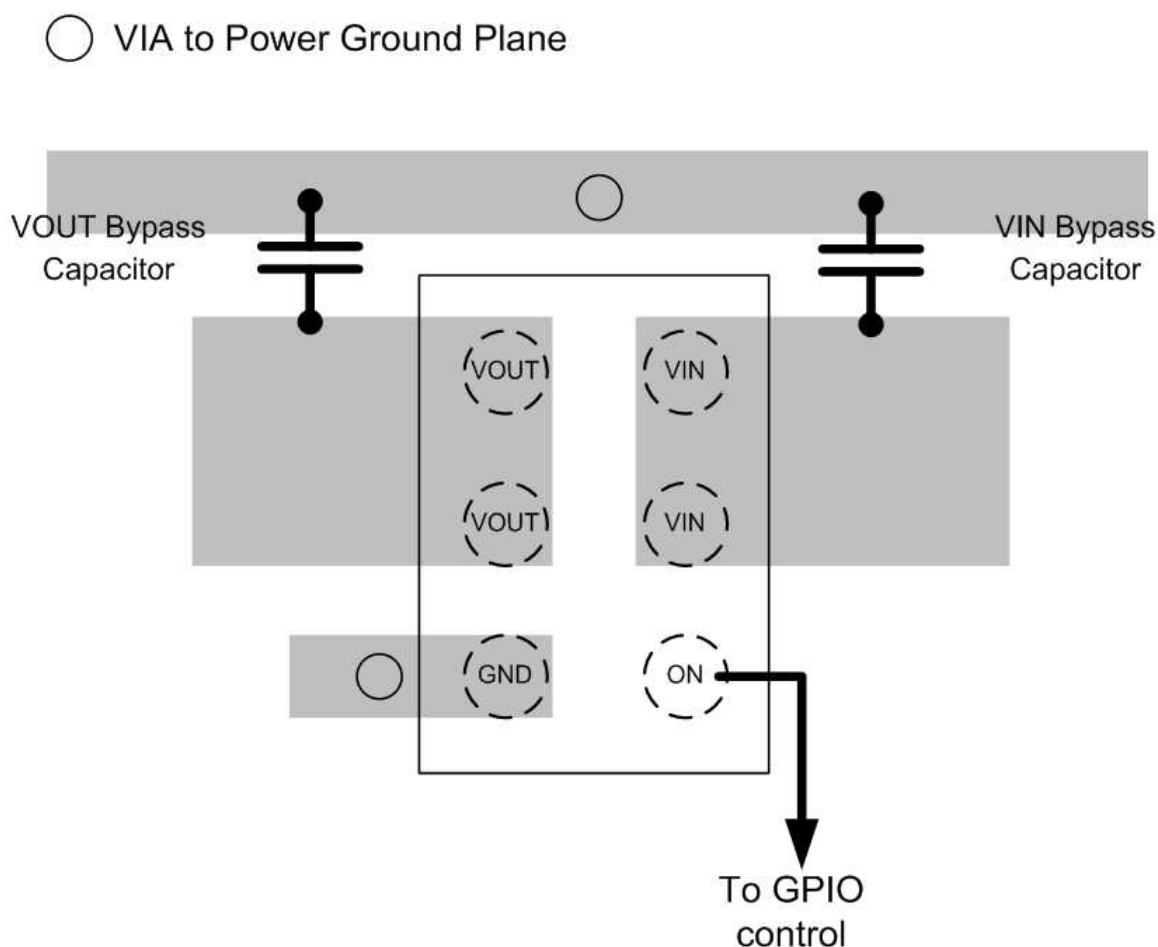 VIA to Power Ground Plane
VOUT Bypass
Capacitor
VIN Bypass
Capacitor
VOUT
VIN
VOUT
VIN
GND
ON
To GPIO
control